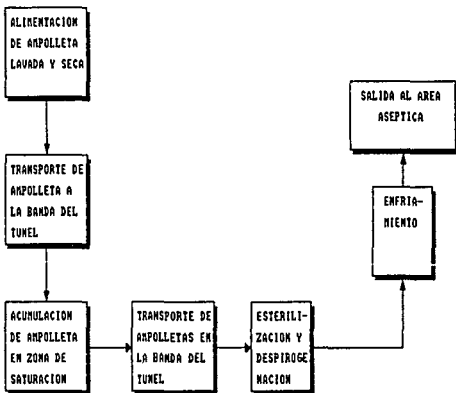 ALIMENTACION
DE AMPOLLETA
LAVADA Y SECA
TRANSPORTE DE
AMPOLLETA A
LA BANDA DEL
TUNEL
ACUMULACION
DE AMPOLLETA
EN ZONA DE
SATURACION
TRANSPORTE DE
AMPOLLETAS EN
LA BANDA DEL
TUNEL
ESTERILI-
ZACION Y
DESPIROGE
NACION
ENFRIA-
MIENTO
SALIDA AL AREA
ASEPTICA